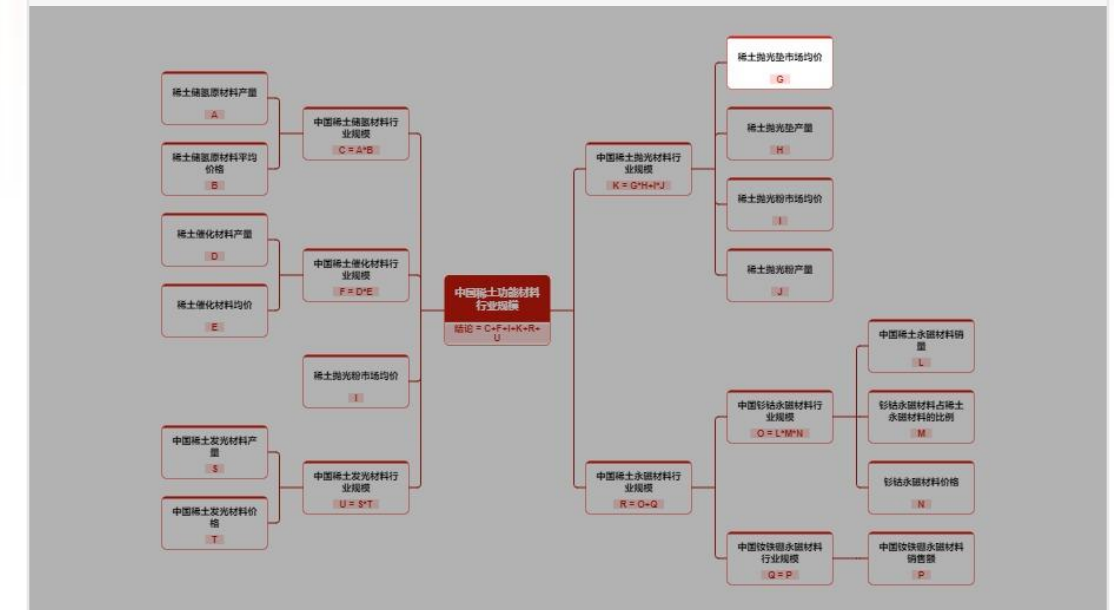 稀土储氢原材料产量
A
稀土储氢原材料平均
价格
B
中国稀土储氢材料行
业规模
C = A*B
稀土催化材料产量
D
稀土催化材料均价
E
中国稀土催化材料行
业规模
F = D*E
稀土抛光粉市场均价
I
中国稀土发光材料产
量
S
中国稀土发光材料价
格
T
中国稀土发光材料行
业规模
U = S*T
中国稀土功能材料
行业规模
结论 = C+F+I+K+R+
U
中国稀土抛光材料行
业规模
K = G*H+I*J
稀土抛光垫市场均价
G
稀土抛光垫产量
H
稀土抛光粉市场均价
I
稀土抛光粉产量
J
中国稀土永磁材料行
业规模
R = O+Q
中国钐钴永磁材料行
业规模
O = L*M*N
中国稀土永磁材料销
量
L
钐钴永磁材料占稀土
永磁材料的比例
M
钐钴永磁材料价格
N
中国钕铁硼永磁材料
行业规模
Q = P
中国钕铁硼永磁材料
销售额
P